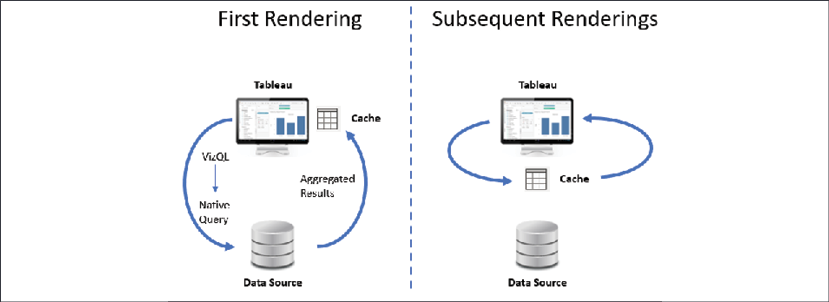 First Rendering
Tableau
Cache
VizQL
Native
Query
Aggregated
Results
Data Source
Subsequent Renderings
Tableau
Cache
Data Source